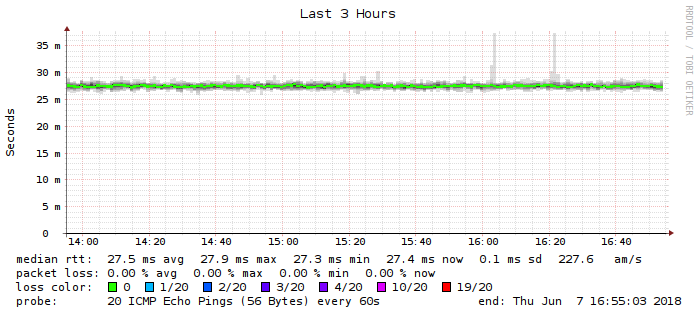 Last 3 Hours
RRDTOOL / TOBI OETIKER
Seconds
35 m
30 m
25 m
20 m
15 m
10 m
5 m
0
14:00 14:20 14:40 15:00 15:20 15:40 16:00 16:20 16:40
median rtt: 27.5 ms avg 27.9 ms max 27.3 ms min 27.4 ms now 0.1 ms sd 227.6 am/s
packet loss: 0.00 % avg 0.00 % max 0.00 % min 0.00 % now
loss color: 0 1/20 2/20 3/20 4/20 10/20 19/20
probe: 20 ICMP Echo Pings (56 Bytes) every 60s end: Thu Jun 7 16:55:03 2018